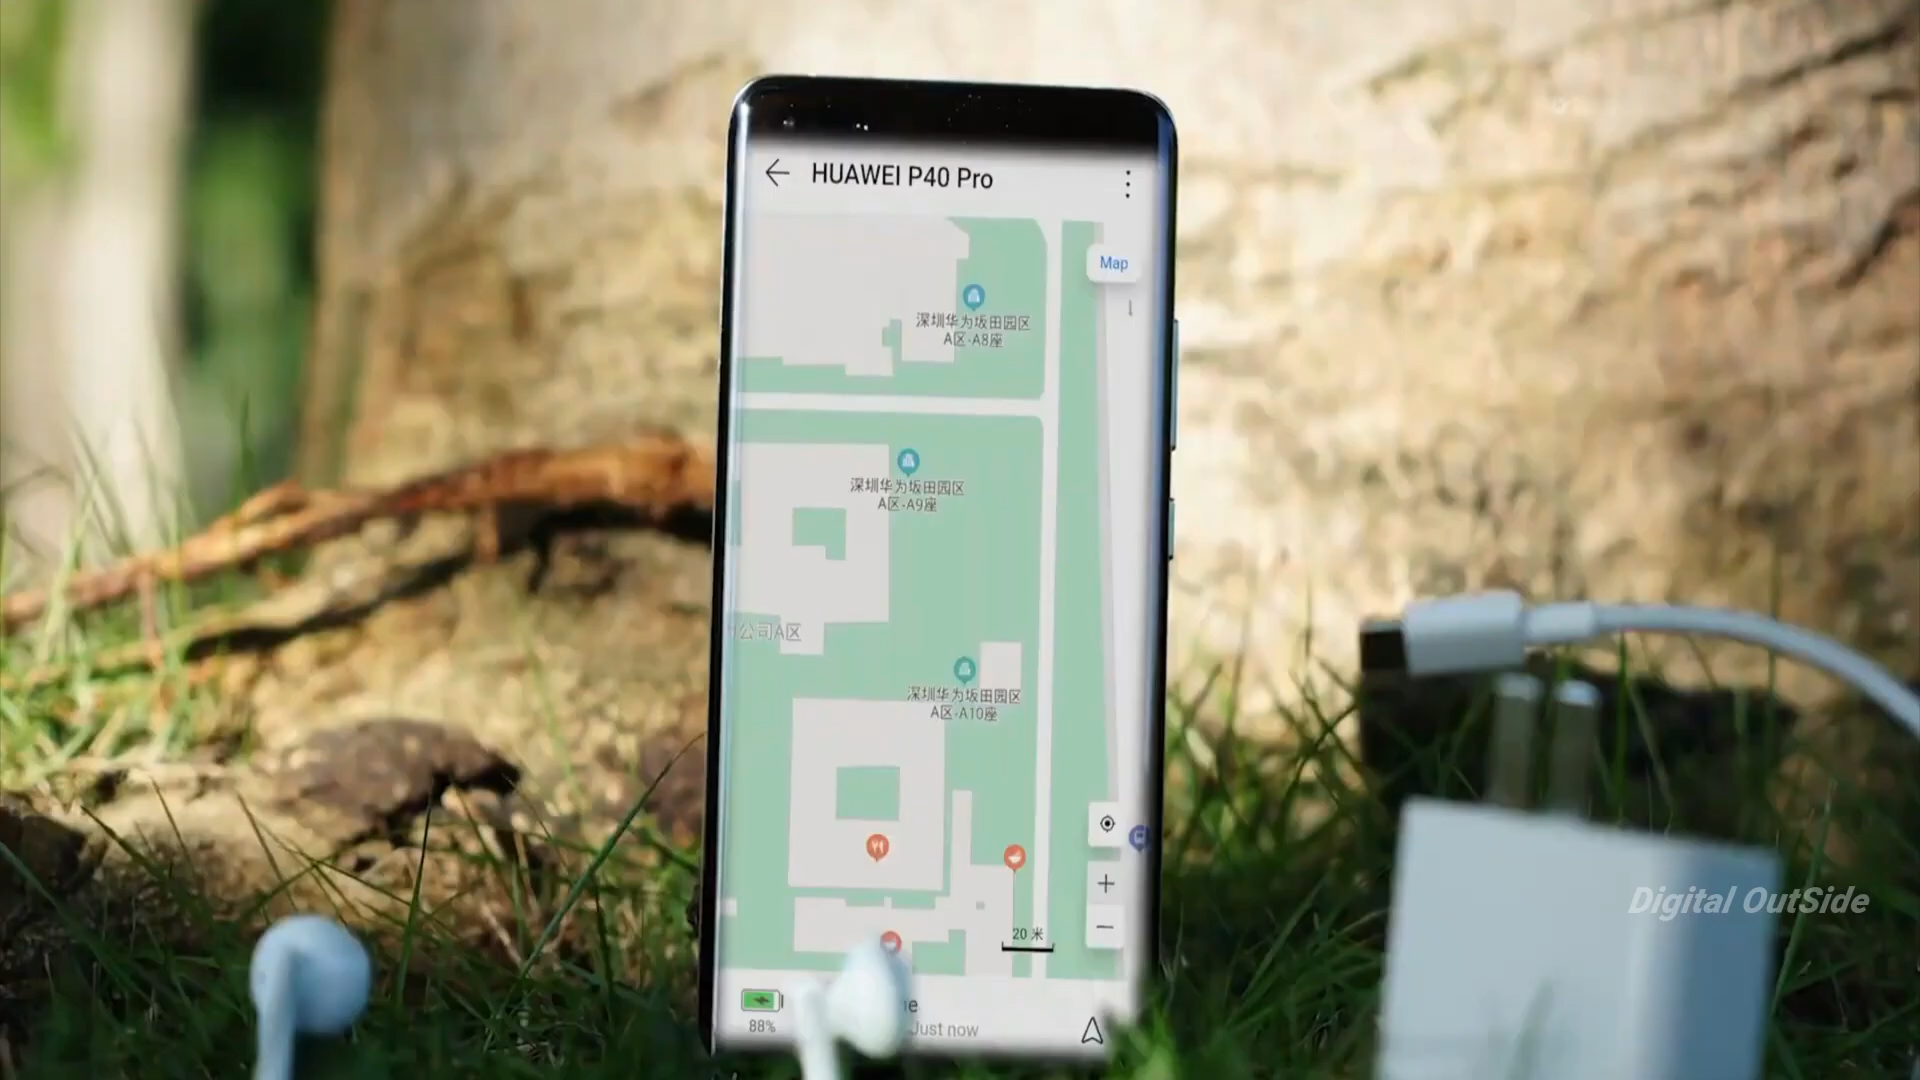 HUAWEI P40 Pro
Map
深圳华为坂田园区
A区-A8座
深圳华为坂田园区
A区-A9座
公司A区
深圳华为坂田园区
A区-A10座
20 米
88%
Just now
Digital OutSide